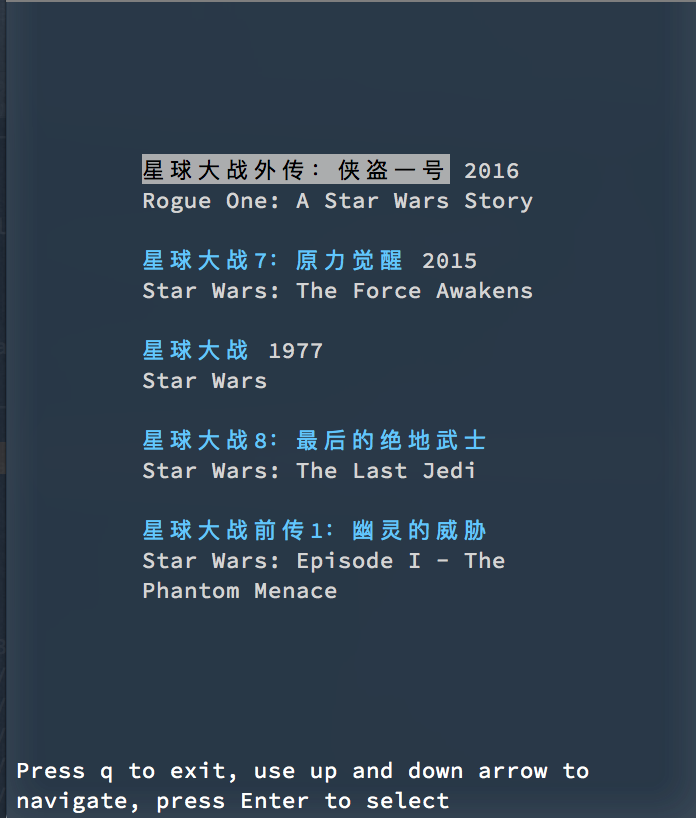 星球大战外传：侠盗一号 2016
Rogue One: A Star Wars Story
星球大战7：原力觉醒 2015
Star Wars: The Force Awakens
星球大战 1977
Star Wars
星球大战8：最后的绝地武士
Star Wars: The Last Jedi
星球大战前传1：幽灵的威胁
Star Wars: Episode I - The
Phantom Menace
Press q to exit, use up and down arrow to
navigate, press Enter to select